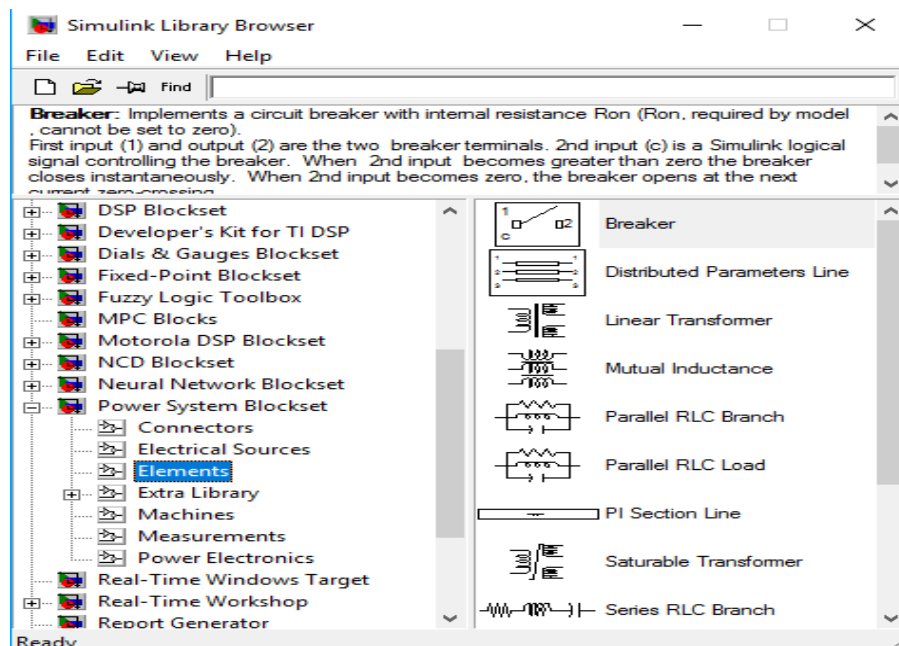 Simulink Library Browser
File Edit View Help
Find
Breaker: Implements a circuit breaker with internal resistance Ron (Ron, required by model
, cannot be set to zero).
First input (1) and output (2) are the two breaker terminals. 2nd input (c) is a Simulink logical
signal controlling the breaker. When 2nd input becomes greater than zero the breaker
closes instantaneously. When 2nd input becomes zero, the breaker opens at the next
current zero-crossing
DSP Blockset
Developer's Kit for TI DSP
Dials & Gauges Blockset
Fixed-Point Blockset
Fuzzy Logic Toolbox
MPC Blocks
Motorola DSP Blockset
NCD Blockset
Neural Network Blockset
Power System Blockset
Connectors
Electrical Sources
Elements
Extra Library
Machines
Measurements
Power Electronics
Real-Time Windows Target
Real-Time Workshop
Report Generator
1
2
c
Breaker
Distributed Parameters Line
Linear Transformer
Mutual Inductance
Parallel RLC Branch
Parallel RLC Load
PI Section Line
Saturable Transformer
Series RLC Branch
Ready